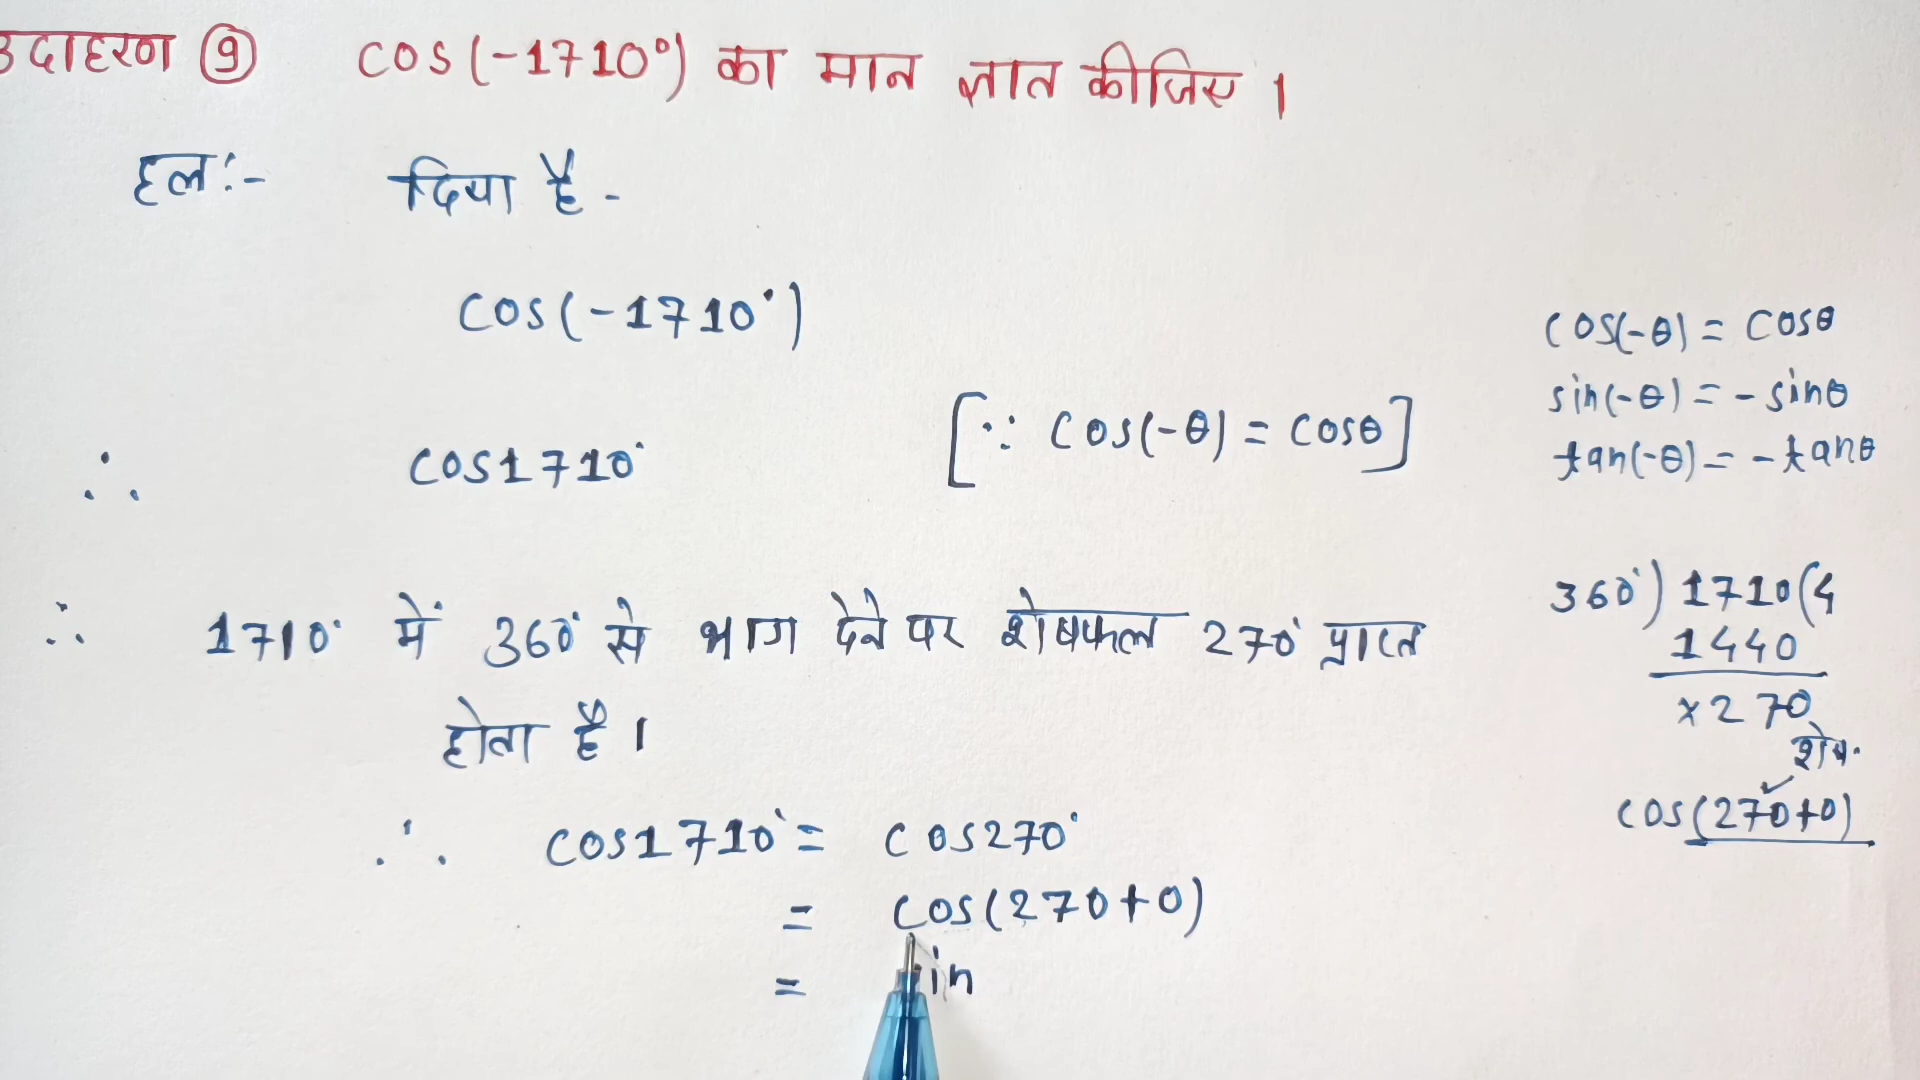 उदाहरण ⑨ cos(-1710°) का मान ज्ञात कीजिए ।
हल:- दिया है -
cos(-1710°)
cos(-θ) = cosθ
sin(-θ) = - sinθ
tan(-θ) = - tanθ
∴ cos1710° [∵ cos(-θ) = cosθ]
∴ 1710° में 360° से भाग देने पर शेषफल 270° प्राप्त
होता है ।
360°) 1710 (4
1440
×270
शेष.
cos(270+0)
∴ cos1710° = cos270°
= cos(270+0)
= in